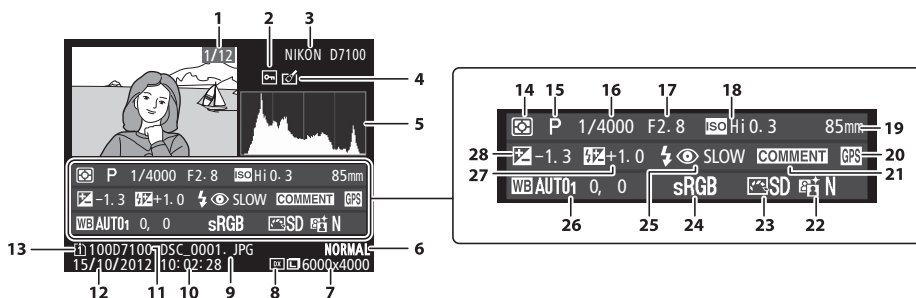 1 2 3
1/12 NIKON D7100
4
5
P 1/4000 F2.8 ISO Hi 0.3 85mm
-1.3 +1.0 SLOW COMMENT GPS
WB AUTO1 0, 0 sRGB SD N
13 1 100D7100 DSC_0001.JPG NORMAL 6
15/10/2012 10:02:28 DX L 6000x4000
12 11 10 9 8 7
14 15 16 17 18
P 1/4000 F2.8 ISO Hi 0.3 85mm 19
28 -1.3 +1.0 SLOW COMMENT GPS 20
27 21
WB AUTO1 0, 0 sRGB SD N
26 25 24 23 22